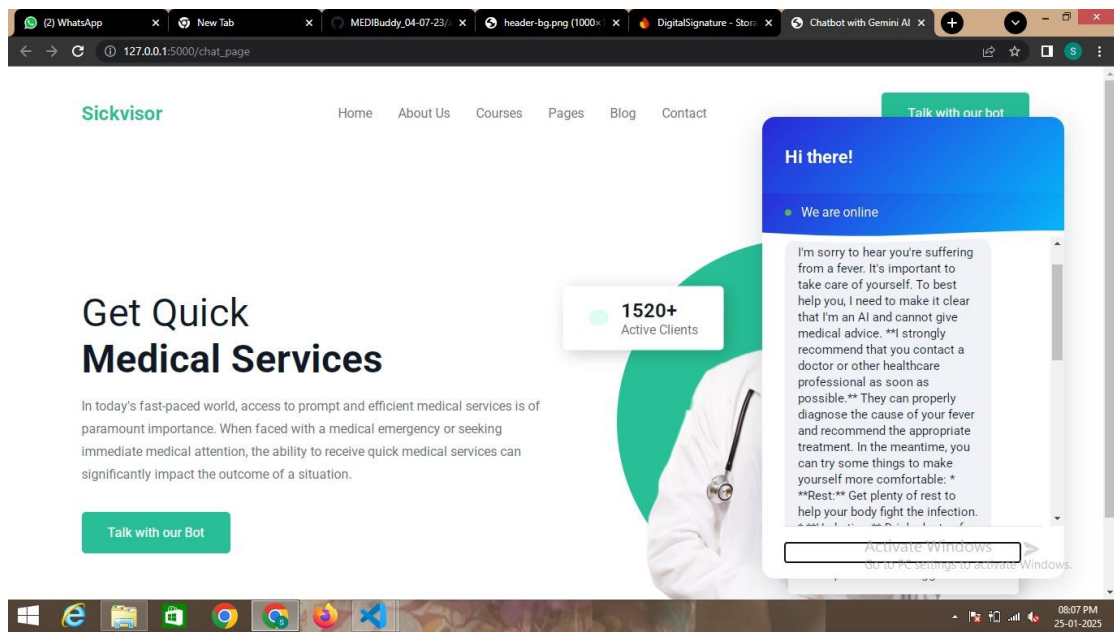 (2) WhatsApp
New Tab
MEDIBuddy_04-07-23/
header-bg.png (1000×
DigitalSignature - Stora
Chatbot with Gemini AI
127.0.0.1:5000/chat_page
S
Sickvisor
Home About Us Courses Pages Blog Contact
Talk with our bot
Get Quick
Medical Services
In today's fast-paced world, access to prompt and efficient medical services is of
paramount importance. When faced with a medical emergency or seeking
immediate medical attention, the ability to receive quick medical services can
significantly impact the outcome of a situation.
Talk with our Bot
1520+
Active Clients
Hi there!
We are online
I'm sorry to hear you're suffering
from a fever. It's important to
take care of yourself. To best
help you, I need to make it clear
that I'm an AI and cannot give
medical advice. **I strongly
recommend that you contact a
doctor or other healthcare
professional as soon as
possible.** They can properly
diagnose the cause of your fever
and recommend the appropriate
treatment. In the meantime, you
can try some things to make
yourself more comfortable: *
**Rest:** Get plenty of rest to
help your body fight the infection.
Activate Windows
Go to PC settings to activate Windows.
08:07 PM
25-01-2025